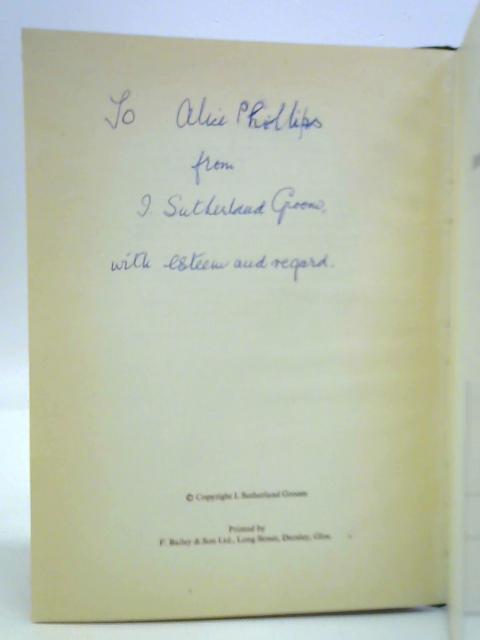 To Alice Phillips
from
I. Sutherland Groom,
with esteem and regard.
© Copyright I. Sutherland Groom
Printed by
F. Bailey & Son Ltd., Long Street, Dursley, Glos.